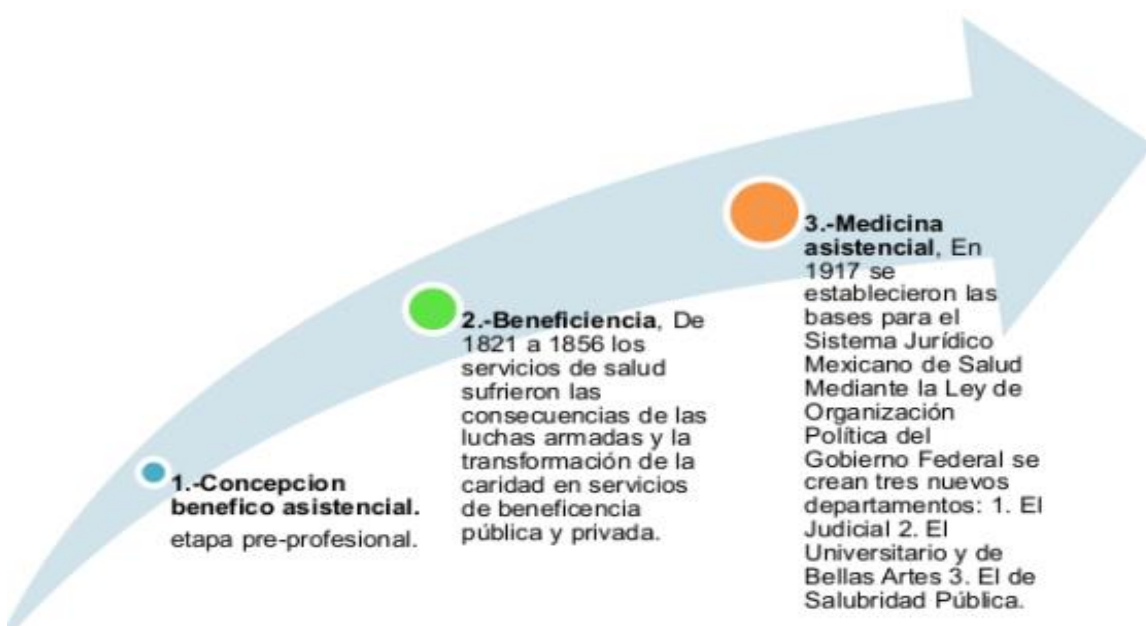 1.-Concepcion
benefico asistencial.
etapa pre-profesional.
2.-Beneficiencia, De
1821 a 1856 los
servicios de salud
sufrieron las
consecuencias de las
luchas armadas y la
transformación de la
caridad en servicios
de beneficencia
pública y privada.
3.-Medicina
asistencial, En
1917 se
establecieron las
bases para el
Sistema Jurídico
Mexicano de Salud
Mediante la Ley de
Organización
Política del
Gobierno Federal se
crean tres nuevos
departamentos: 1. El
Judicial 2. El
Universitario y de
Bellas Artes 3. El de
Salubridad Pública.